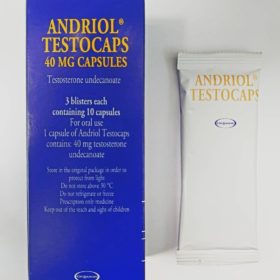 ANDRIOL®
TESTOCAPS
40 MG CAPSULES
Testosterone undecanoate
3 blisters each
containing 10 capsules
For oral use
1 capsule of Andriol Testocaps
contains: 40 mg testosterone
undecanoate
Store in the original package in order to
protect from light
Do not store above 30 °C
Do not refrigerate or freeze
Prescription only medicine
Keep out of the reach and sight of children
ANDRIOL®
TESTOCAPS